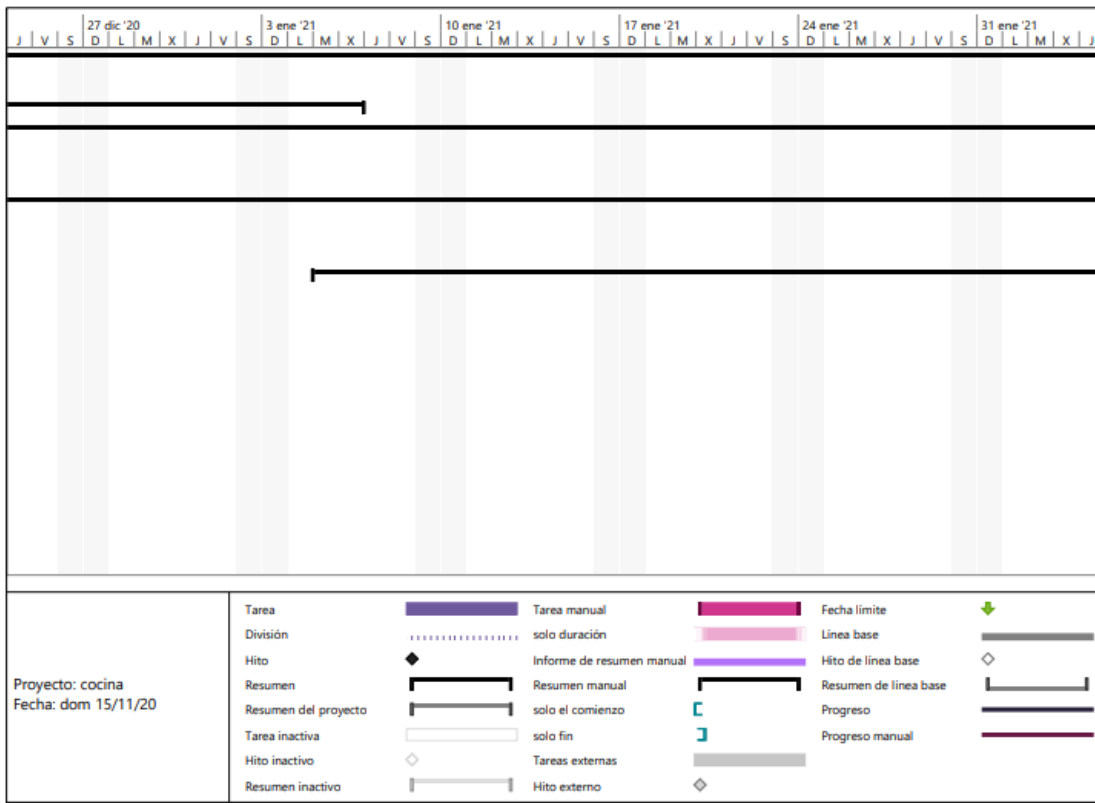 27 dic '20 3 ene '21 10 ene '21 17 ene '21 24 ene '21 31 ene '21
J V S D L M X J V S D L M X J V S D L M X J V S D L M X J V S D L M X J V S D L M X J
Tarea Tarea manual Fecha límite
División solo duración Línea base
Hito Informe de resumen manual Hito de línea base
Proyecto: cocina
Fecha: dom 15/11/20
Resumen Resumen manual Resumen de línea base
Resumen del proyecto solo el comienzo Progreso
Tarea inactiva solo fin Progreso manual
Hito inactivo Tareas externas
Resumen inactivo Hito externo